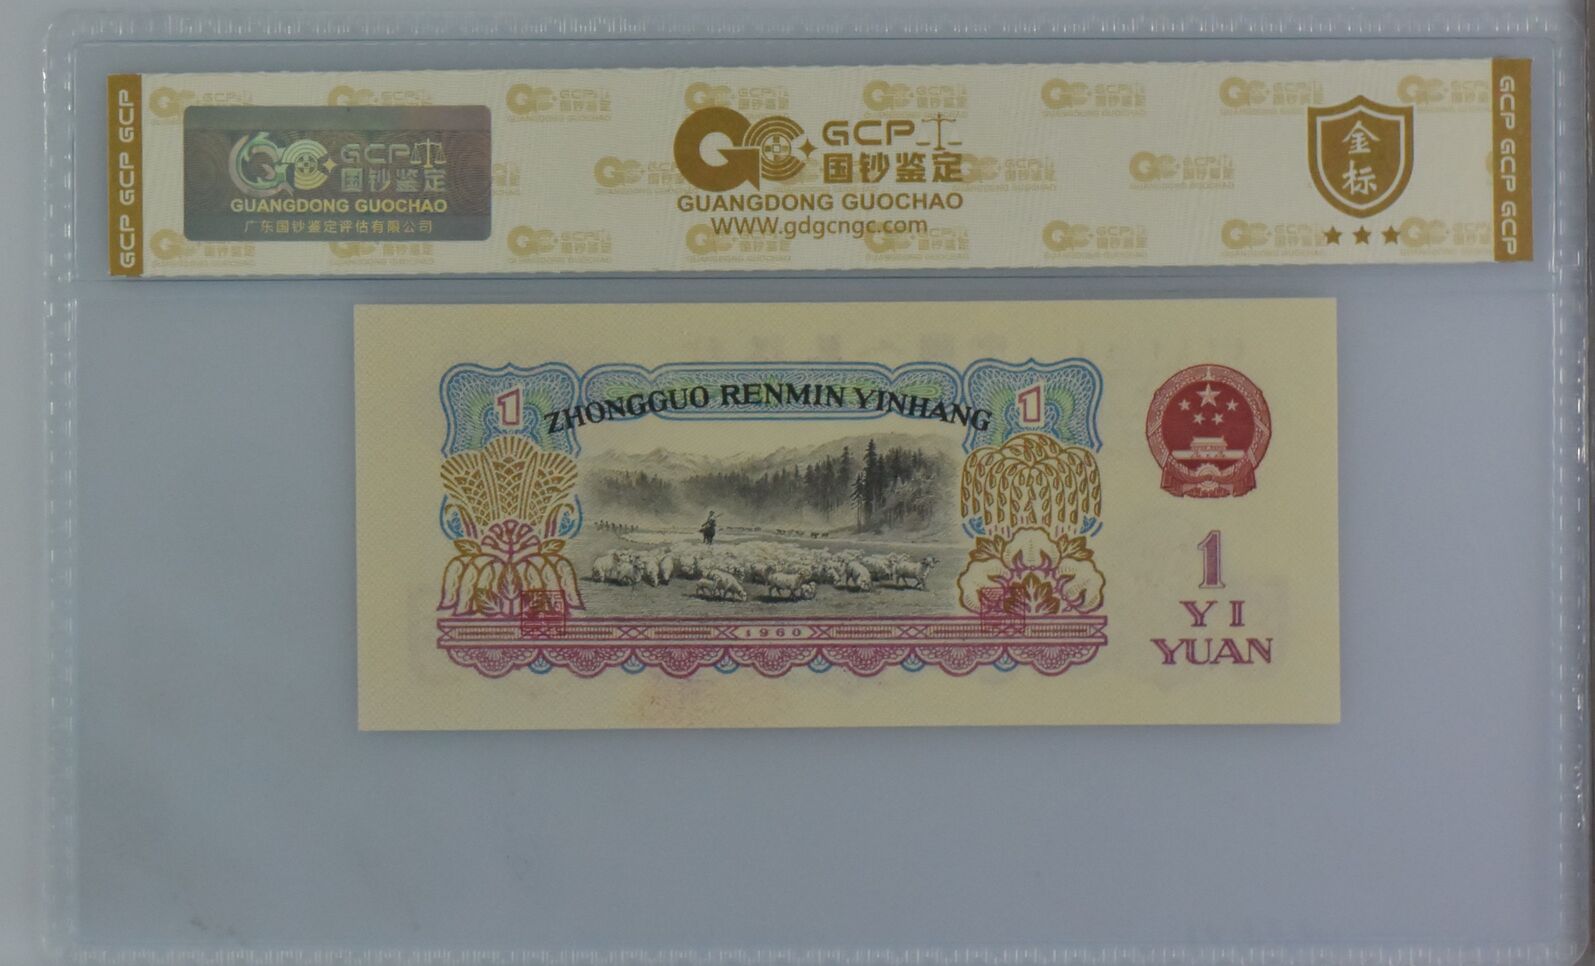 GCP GCP GCP
GCP
国钞鉴定
GUANGDONG GUOCHAO
广东国钞鉴定评估有限公司
GCP
国钞鉴定
GUANGDONG GUOCHAO
WWW.gdgcngc.com
金标
GCP GCP GCP
1
ZHONGGUO RENMIN YINHANG
1
1960
1
YI
YUAN